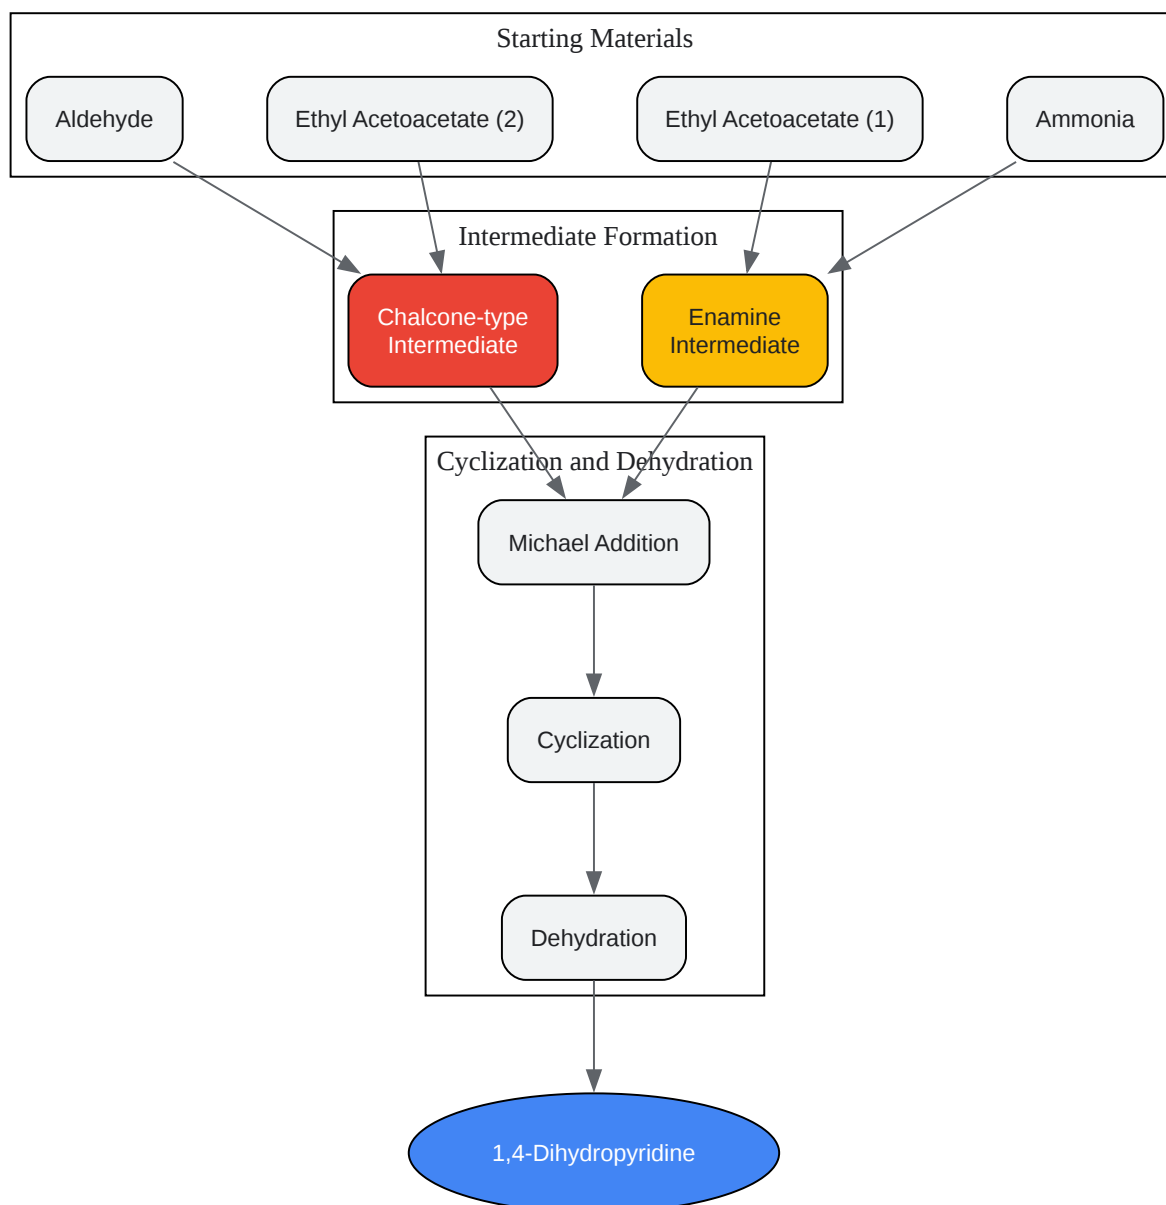 Starting Materials
Aldehyde
Ethyl Acetoacetate (2)
Ethyl Acetoacetate (1)
Ammonia
Intermediate Formation
Chalcone-type
Intermediate
Enamine
Intermediate
Cyclization and Dehydration
Michael Addition
Cyclization
Dehydration
1,4-Dihydropyridine